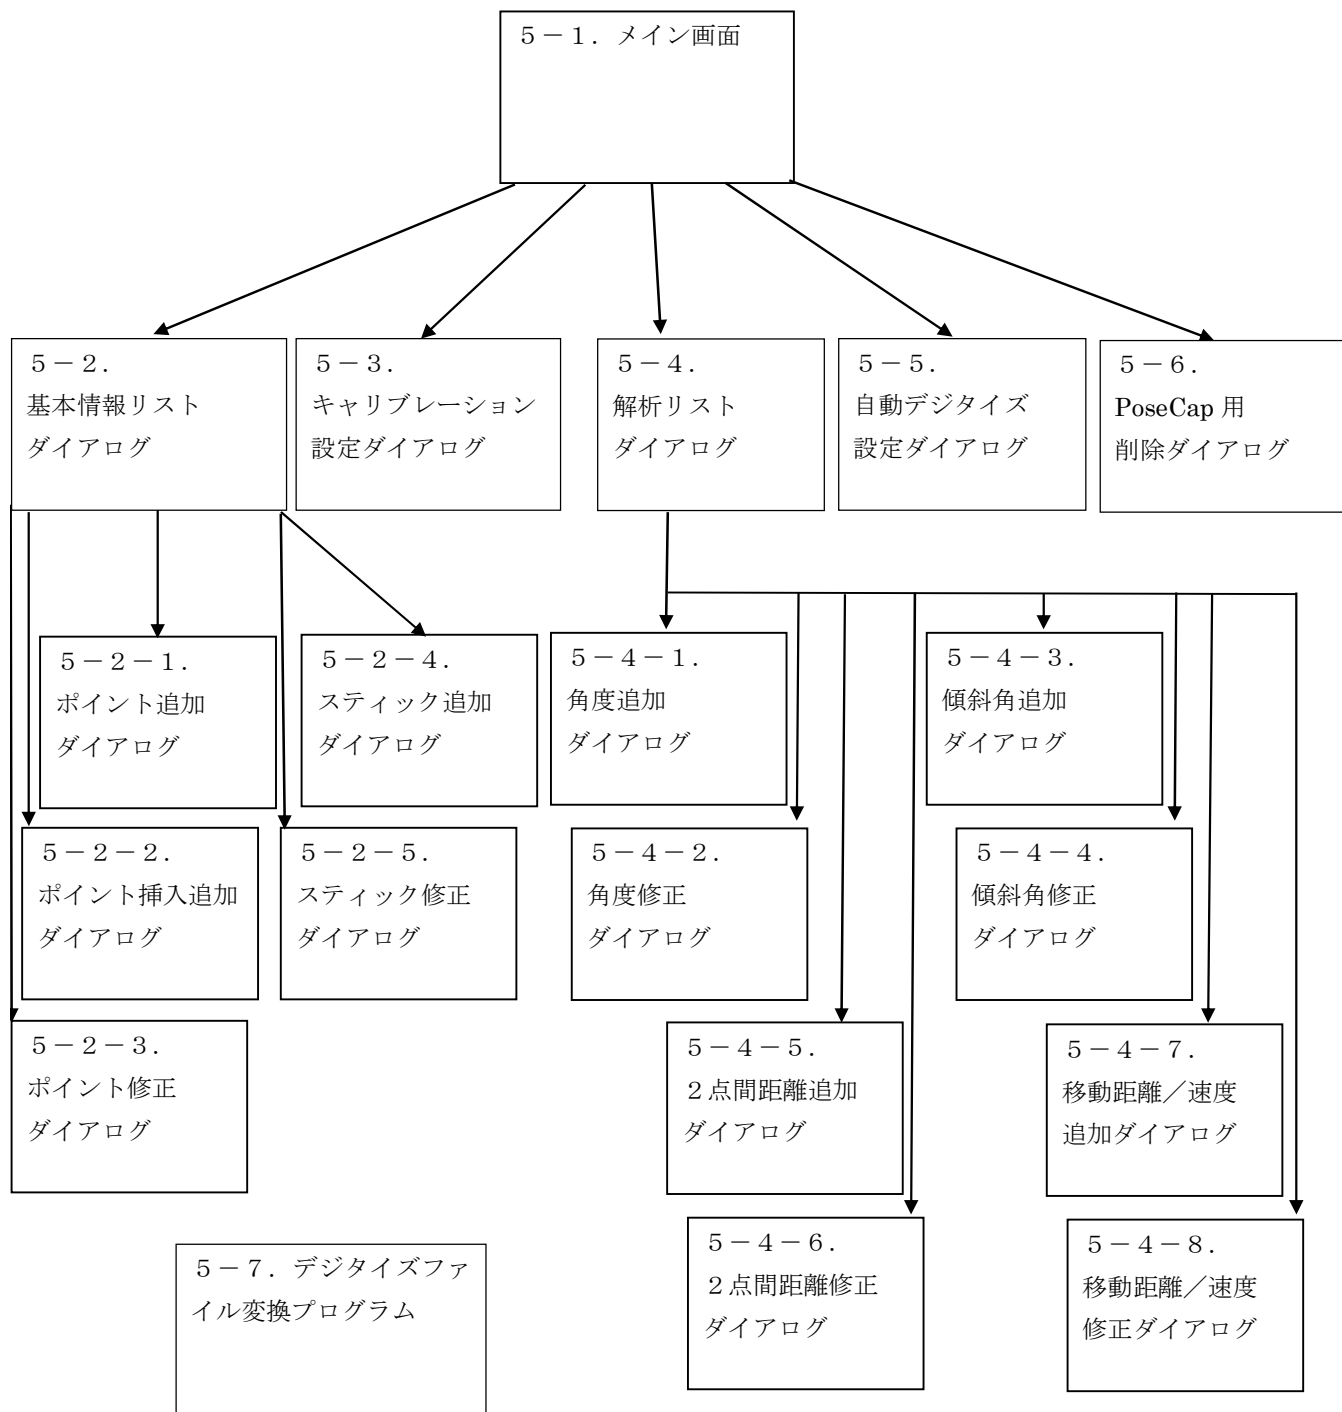 ５－１．メイン画面
５－２．
基本情報リスト
ダイアログ
５－３．
キャリブレーション
設定ダイアログ
５－４．
解析リスト
ダイアログ
５－５．
自動デジタイズ
設定ダイアログ
５－６．
PoseCap 用
削除ダイアログ
５－２－１．
ポイント追加
ダイアログ
５－２－４．
スティック追加
ダイアログ
５－４－１．
角度追加
ダイアログ
５－４－３．
傾斜角追加
ダイアログ
５－２－２．
ポイント挿入追加
ダイアログ
５－２－５．
スティック修正
ダイアログ
５－４－２．
角度修正
ダイアログ
５－４－４．
傾斜角修正
ダイアログ
５－２－３．
ポイント修正
ダイアログ
５－４－５．
２点間距離追加
ダイアログ
５－４－７．
移動距離／速度
追加ダイアログ
５－４－６．
２点間距離修正
ダイアログ
５－４－８．
移動距離／速度
修正ダイアログ
５－７．デジタイズファ
イル変換プログラム